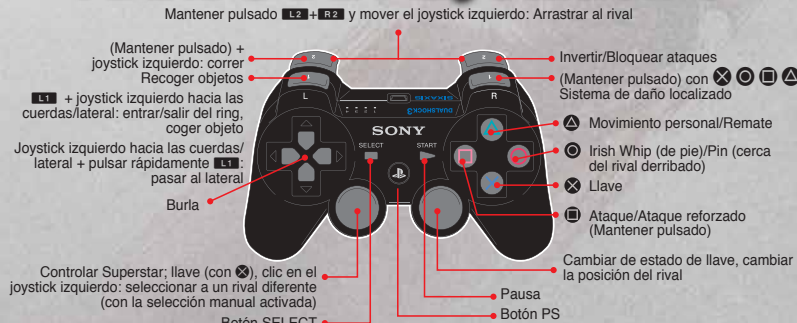 Mantener pulsado L2 + R2 y mover el joystick izquierdo: Arrastrar al rival
(Mantener pulsado) +
joystick izquierdo: correr
Recoger objetos
L1 + joystick izquierdo hacia las
cuerdas/lateral: entrar/salir del ring,
coger objeto
Joystick izquierdo hacia las cuerdas/
lateral + pulsar rápidamente L1 :
pasar al lateral
Burla
Controlar Superstar; llave (con ⊗), clic en el
joystick izquierdo: seleccionar a un rival diferente
(con la selección manual activada)
Botón SELECT
2
1
L
2
1
R
SIXAXIS
DUALSHOCK3
SONY
SELECT
START
Invertir/Bloquear ataques
(Mantener pulsado) con ⊗ ◎ ▣ △
Sistema de daño localizado
△ Movimiento personal/Remate
◎ Irish Whip (de pie)/Pin (cerca
del rival derribado)
⊗ Llave
▣ Ataque/Ataque reforzado
(Mantener pulsado)
Cambiar de estado de llave, cambiar
la posición del rival
Pausa
Botón PS